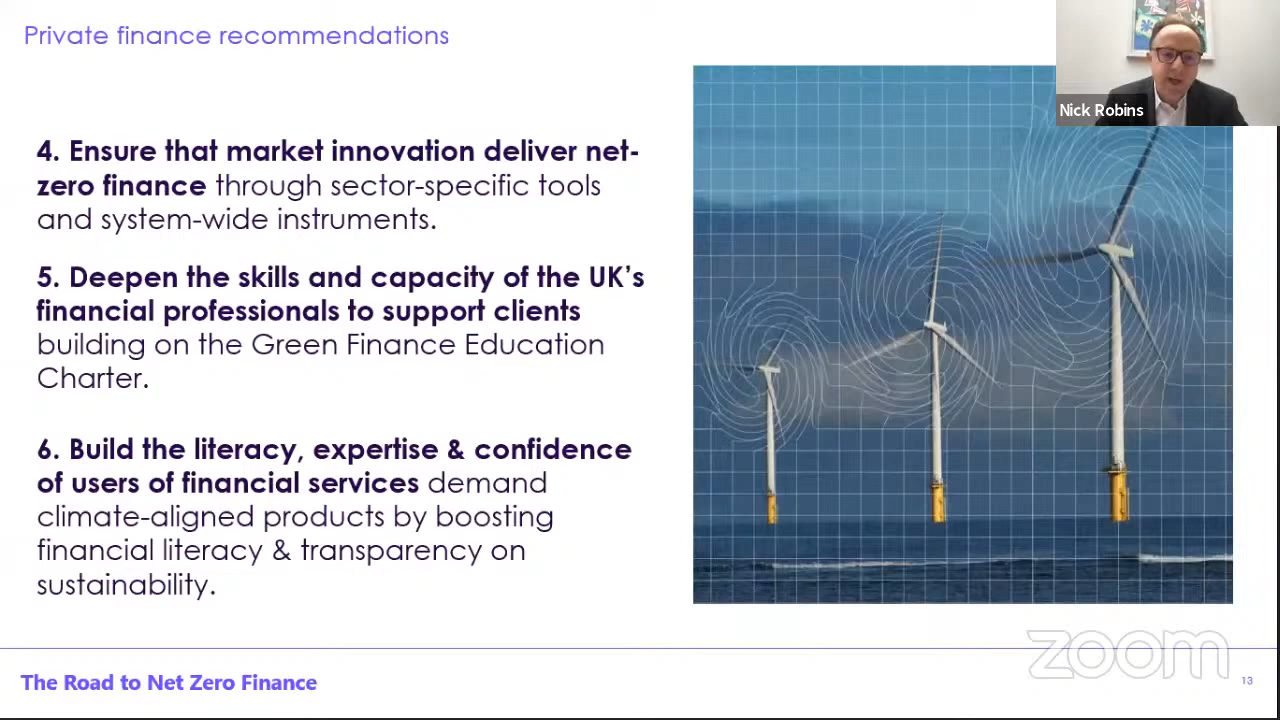 Private finance recommendations
Nick Robins
4. Ensure that market innovation deliver net-
zero finance through sector-specific tools
and system-wide instruments.
5. Deepen the skills and capacity of the UK’s
financial professionals to support clients
building on the Green Finance Education
Charter.
6. Build the literacy, expertise & confidence
of users of financial services demand
climate-aligned products by boosting
financial literacy & transparency on
sustainability.
zoom
The Road to Net Zero Finance
13